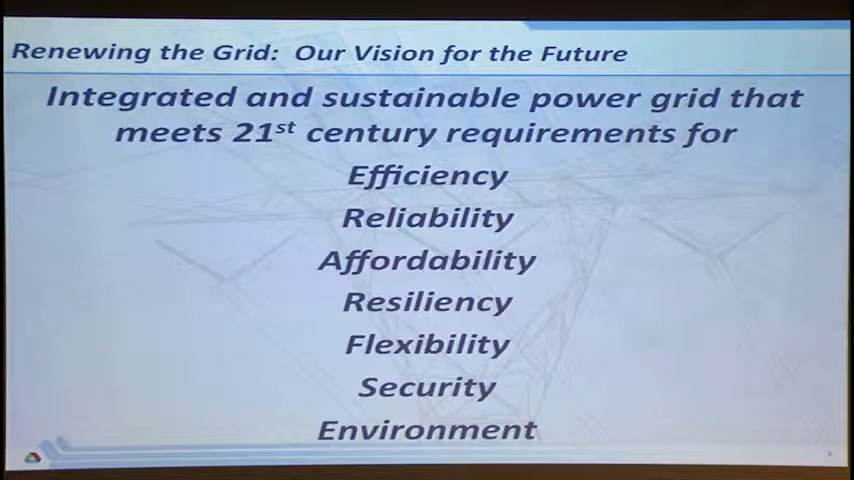 Renewing the Grid: Our Vision for the Future
Integrated and sustainable power grid that
meets 21st century requirements for
Efficiency
Reliability
Affordability
Resiliency
Flexibility
Security
Environment